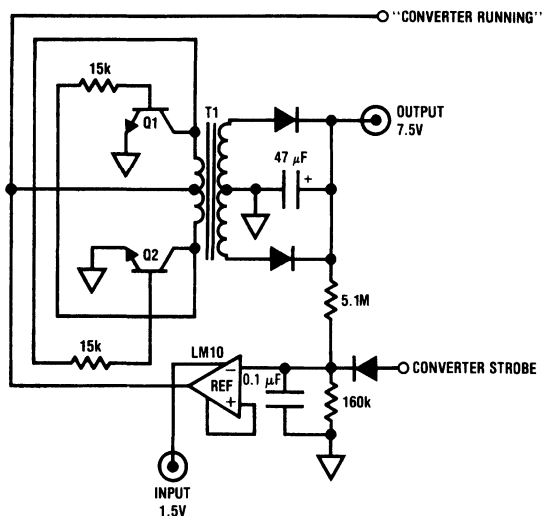 "CONVERTER RUNNING"
15k
T1
Q1
OUTPUT
7.5V
47 µF
+
Q2
5.1M
15k
LM10
−
REF
+
0.1 µF
CONVERTER STROBE
160k
INPUT
1.5V